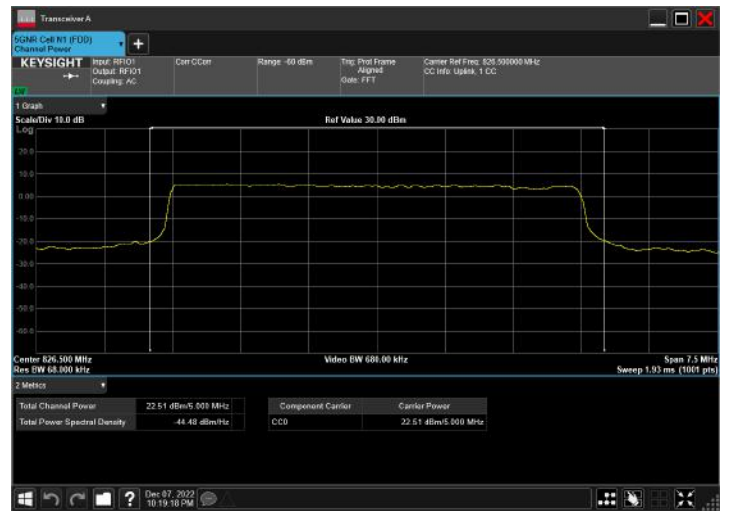 Transceiver A
5GNR Cell N1 (FDD)
Channel Power
KEYSIGHT
Input: RFIO1
Output: RFIO1
Coupling: AC
Corr CCorr
Range: -60 dBm
Trig: Prot Frame
Aligned
Gate: FFT
Carrier Ref Freq: 826.500000 MHz
CC Info: Uplink, 1 CC
1 Graph
Scale/Div 10.0 dB
Ref Value 30.00 dBm
Log
20.0
10.0
0.00
-10.0
-20.0
-30.0
-40.0
-50.0
-60.0
Center 826.500 MHz
Video BW 680.00 kHz
Span 7.5 MHz
Res BW 68.000 kHz
Sweep 1.93 ms (1001 pts)
2 Metrics
Total Channel Power
22.51 dBm/5.000 MHz
Total Power Spectral Density
-44.48 dBm/Hz
Component Carrier
Carrier Power
CC0
22.51 dBm/5.000 MHz
Dec 07, 2022
10:19:18 PM